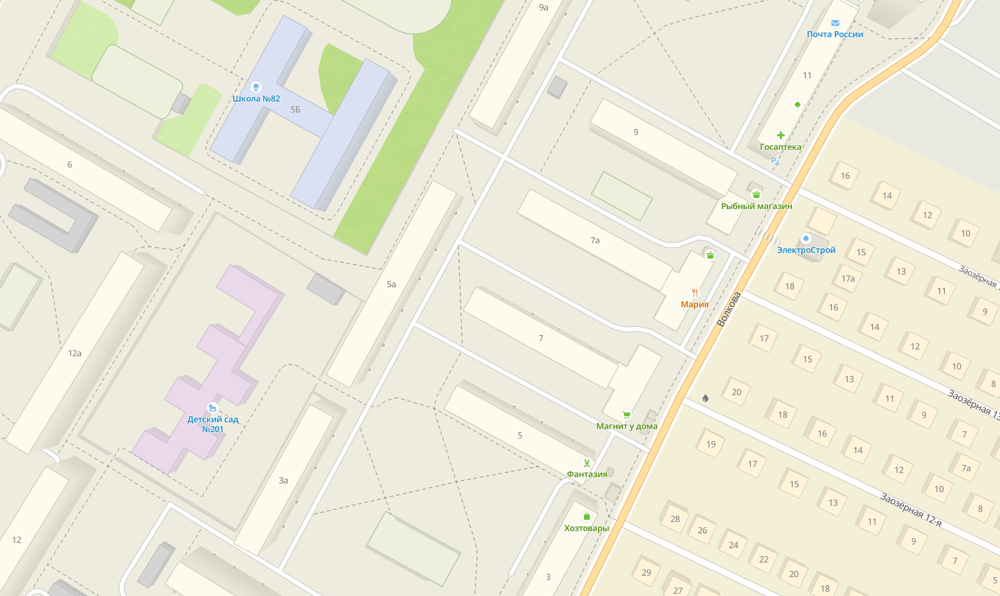 9а
Почта России
11
Школа №82
5Б
9
Госаптека
6
16
14
12
10
Рыбный магазин
7а
ЭлектроСтрой
15
13
11
9
Заозёрная
18
17а
16
14
12
10
8
5а
Мария
Волкова
17
15
13
11
9
7
Заозёрная 13
7
12а
20
18
16
14
12
10
8
7а
Детский сад
№201
Магнит у дома
5
19
17
15
13
11
9
7
5
Заозёрная 12-я
Фантазия
3а
Хозтовары
28
26
24
22
20
18
12
3
29
27